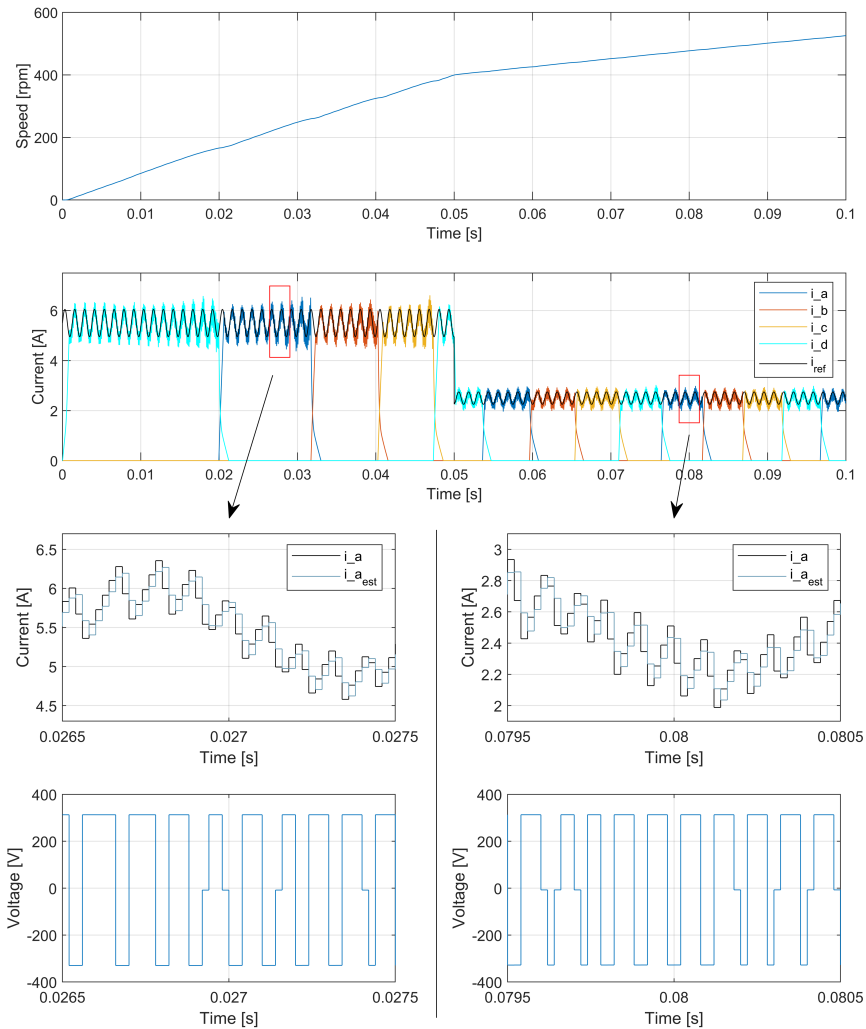 600
400
200
0
Speed [rpm]
0 0.01 0.02 0.03 0.04 0.05 0.06 0.07 0.08 0.09 0.1
Time [s]
6
4
2
0
Current [A]
i_a
i_b
i_c
i_d
i_ref
0 0.01 0.02 0.03 0.04 0.05 0.06 0.07 0.08 0.09 0.1
Time [s]
6.5
6
5.5
5
4.5
Current [A]
i_a
i_a_est
0.0265 0.027 0.0275
Time [s]
3
2.8
2.6
2.4
2.2
2
Current [A]
i_a
i_a_est
0.0795 0.08 0.0805
Time [s]
400
200
0
-200
-400
Voltage [V]
0.0265 0.027 0.0275
Time [s]
400
200
0
-200
-400
Voltage [V]
0.0795 0.08 0.0805
Time [s]